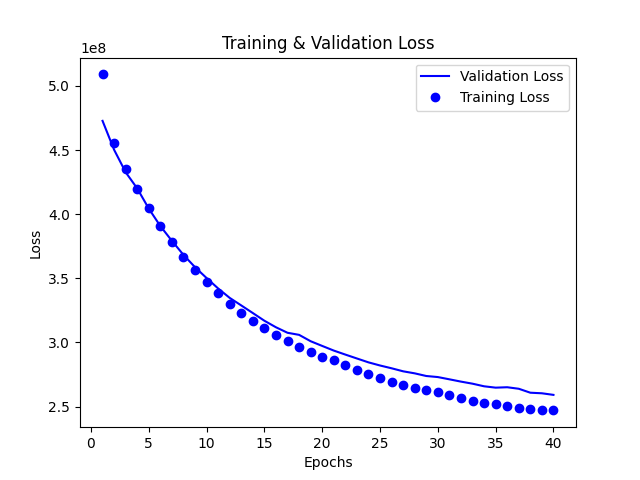 Training & Validation Loss
1e8
Validation Loss
Training Loss
5.0
4.5
4.0
3.5
3.0
2.5
Loss
0 5 10 15 20 25 30 35 40
Epochs